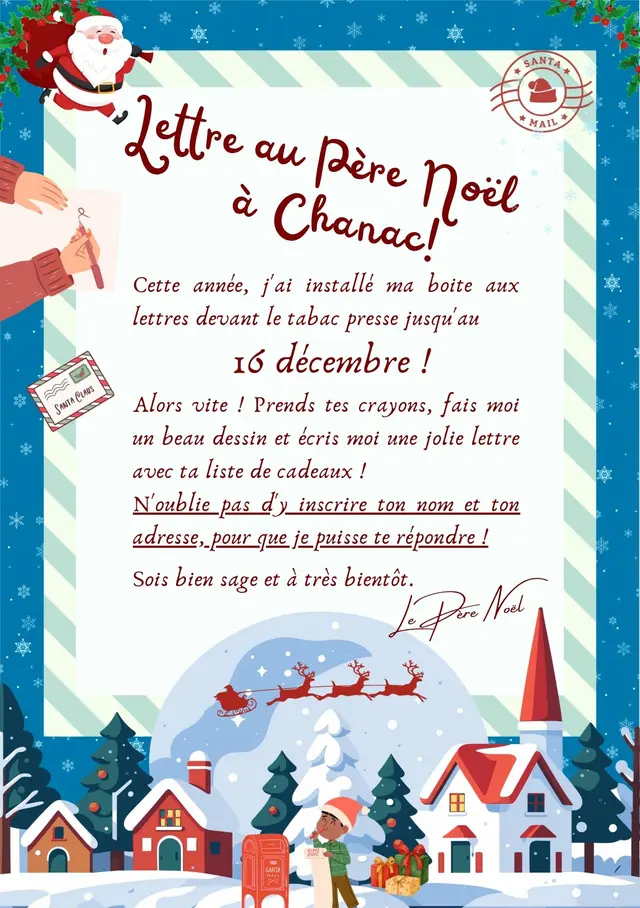 SANTA
MAIL
Lettre au Père Noël
à Chanac!
Cette année, j'ai installé ma boite aux
lettres devant le tabac presse jusqu'au
16 décembre !
SANTA CLAUS
Alors vite ! Prends tes crayons, fais moi
un beau dessin et écris moi une jolie lettre
avec ta liste de cadeaux !
N'oublie pas d'y inscrire ton nom et ton
adresse, pour que je puisse te répondre !
Sois bien sage et à très bientôt.
Le Père Noël
SANTA
MAIL